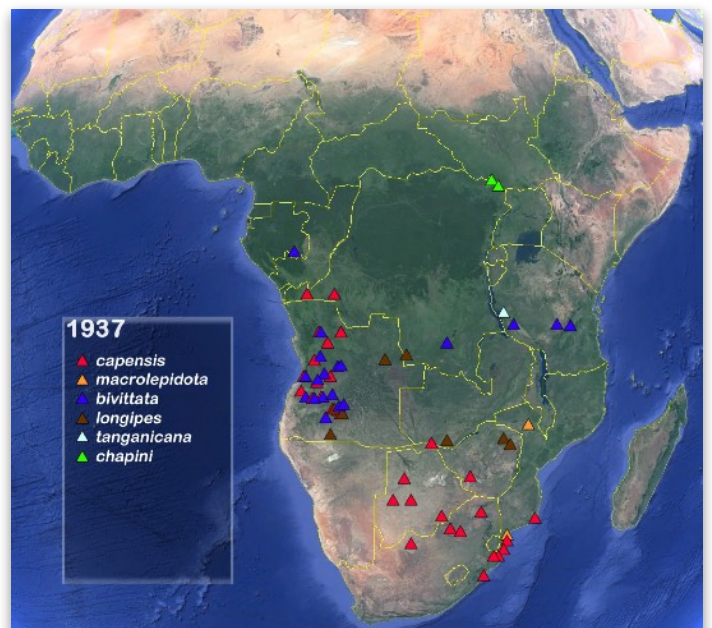 1937
capensis
macrolepidota
bivittata
longipes
tanganicana
chapini